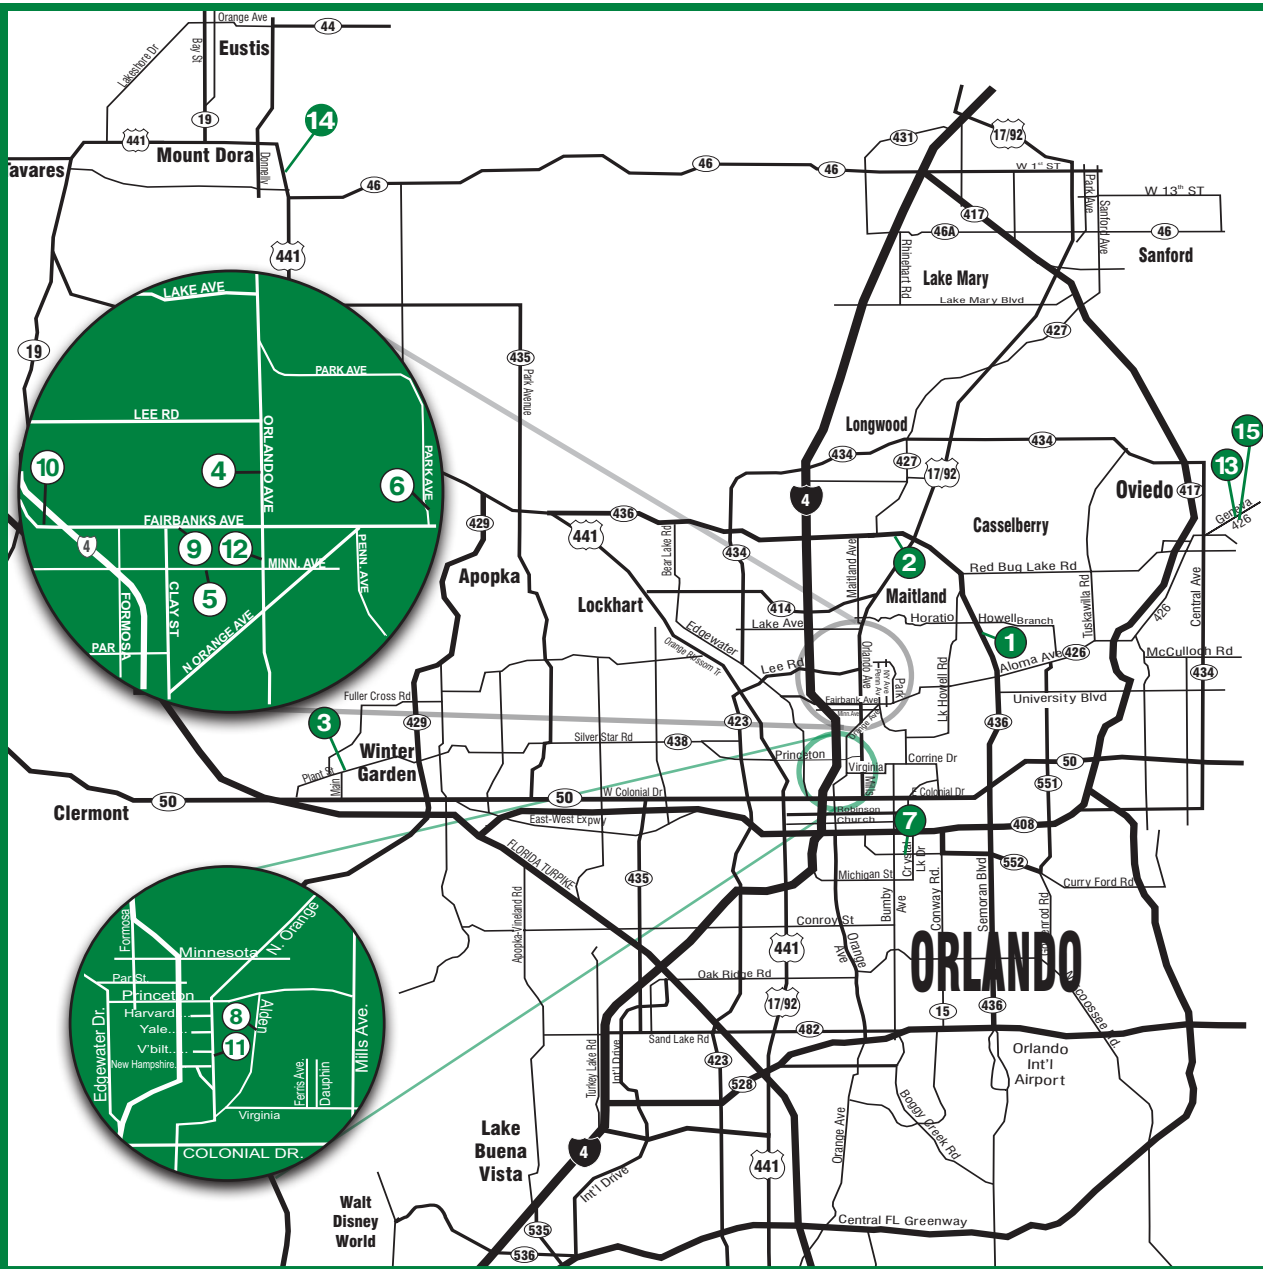 Orange Ave
44
Eustis
Lakeshore Dr
Bay St
19
14
441
Mount Dora
Donnelly
Tavares
46
46
46
441
431
17/92
W 1st ST
Park Ave
W 13th ST
417
Sanford Ave
46A
46
Rhinehart Rd
Sanford
Lake Mary
Lake Mary Blvd
427
19
435
Park Avenue
LAKE AVE
PARK AVE
LEE RD
ORLANDO AVE
PARK AVE
10
4
6
FAIRBANKS AVE
4
9
12
MINN. AVE
PENN. AVE
5
FORMOSA
CLAY ST
N ORANGE AVE
PAR
Longwood
434
434
427
17/92
4
15
13
Oviedo
417
Geneva
426
Casselberry
429
436
441
Bear Lake Rd
434
Maitland Ave
2
Red Bug Lake Rd
Apopka
Lockhart
414
Maitland
Tuskawilla Rd
426
Central Ave
Lake Ave
Horatio
Howell Branch
1
Edgewater
Orange Blossom Tr
Lee Rd
Orlando Ave
NY Ave
Penn Av
Park
Aloma Ave
426
McCulloch Rd
434
Lk Howell Rd
University Blvd
Fairbank Ave
Minn. Ave
Orange Ave
Fuller Cross Rd
3
429
423
436
Winter
Garden
Silver Star Rd
438
Princeton
Corrine Dr
50
Plant St
Main
Virginia
Mills
551
Clermont
50
50
W Colonial Dr
E Colonial Dr
Robinson
Church
East-West Expwy
7
408
FLORIDA TURPIKE
Crystal
Lk Dr
552
435
Michigan St
Bumby
Ave
Conway Rd.
Semoran Blvd
Curry Ford Rd
Apopka-Vineland Rd
Conroy St
Orange
Ave
441
ORLANDO
Oak Ridge Rd
17/92
15
436
482
Sand Lake Rd
423
528
Turkey Lake Rd
Int'l Drive
Orlando
Int'l
Airport
Boggy Creek Rd
Orange Ave
Formosa
N. Orange
Minnesota
Par St.
Princeton
Harvard
Yale
V'bilt
New Hampshire
8
11
Alden
Edgewater Dr.
Mills Ave.
Ferris Ave.
Dauphin
Virginia
COLONIAL DR.
Lake
Buena
Vista
4
441
Int'l Drive
Walt
Disney
World
535
536
Central FL Greenway